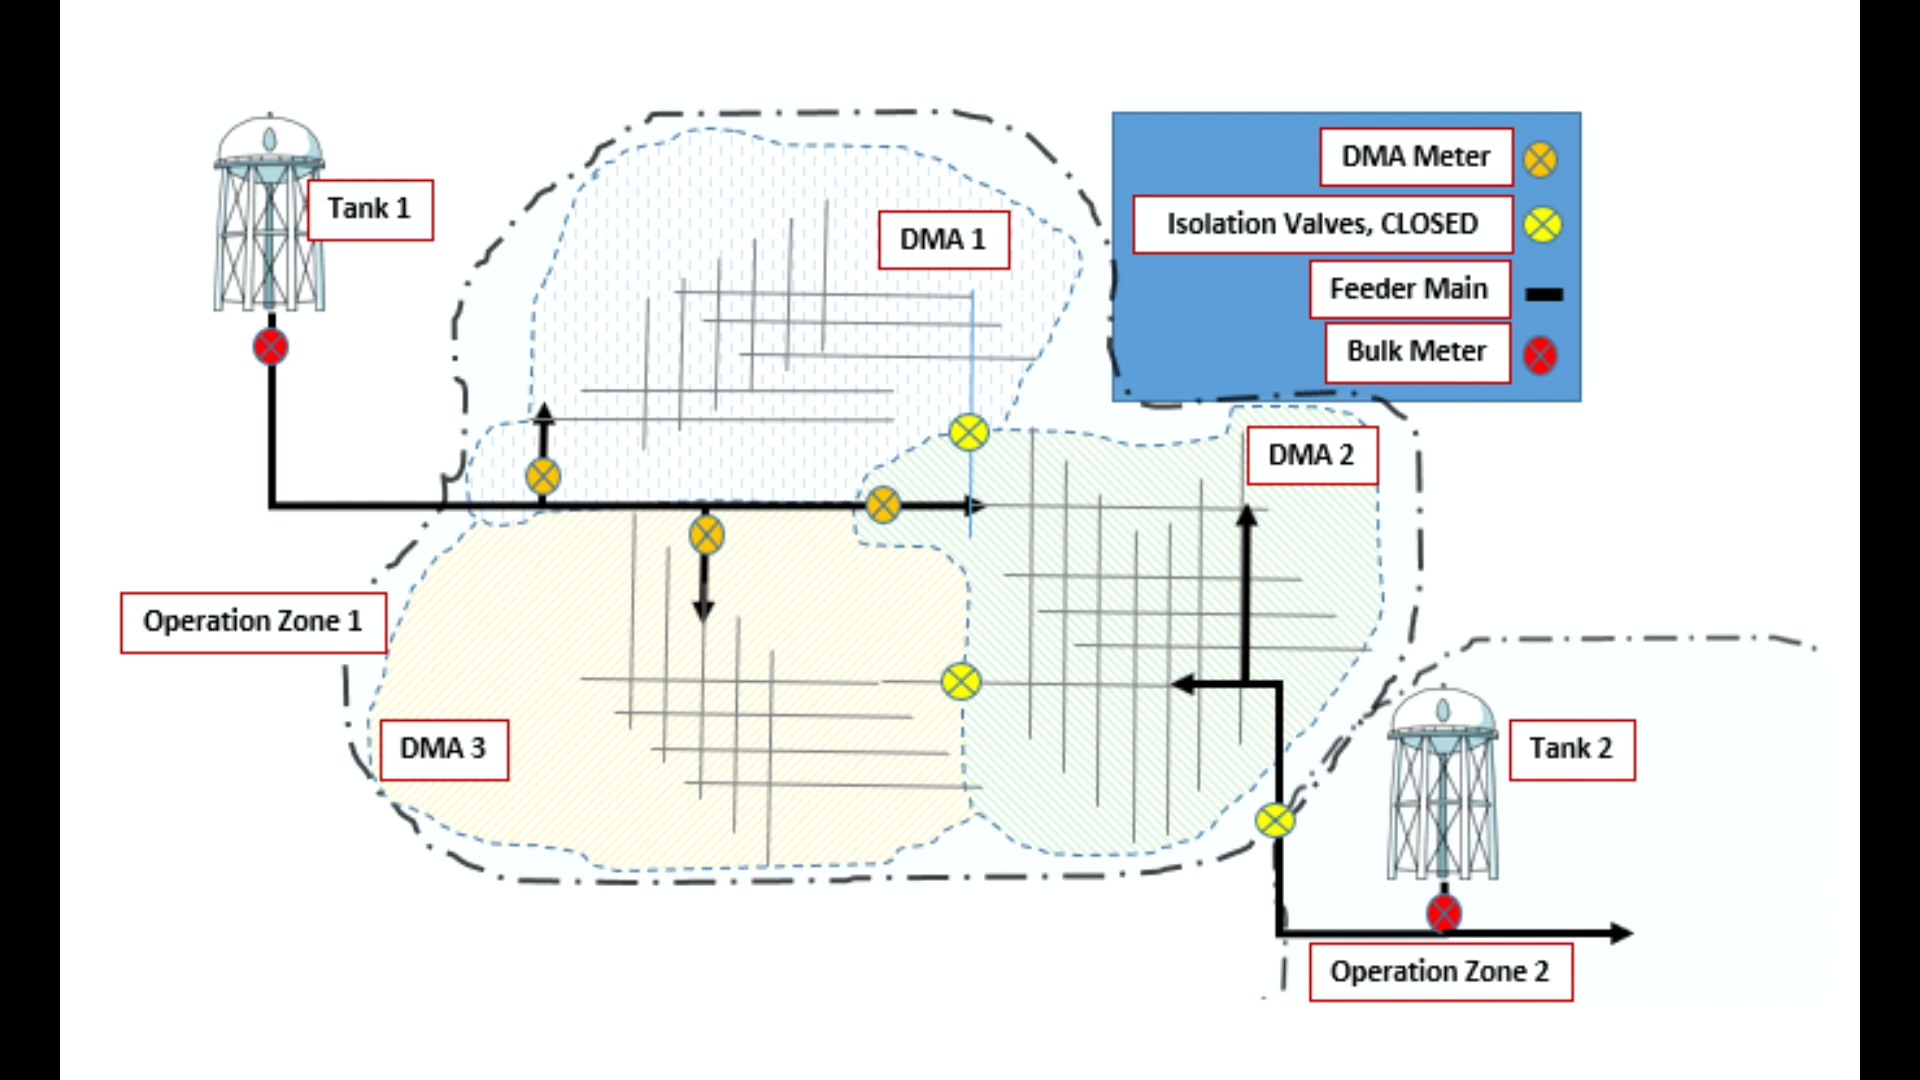 Tank 1
DMA 1
DMA Meter
Isolation Valves, CLOSED
Feeder Main
Bulk Meter
DMA 2
Operation Zone 1
DMA 3
Tank 2
Operation Zone 2